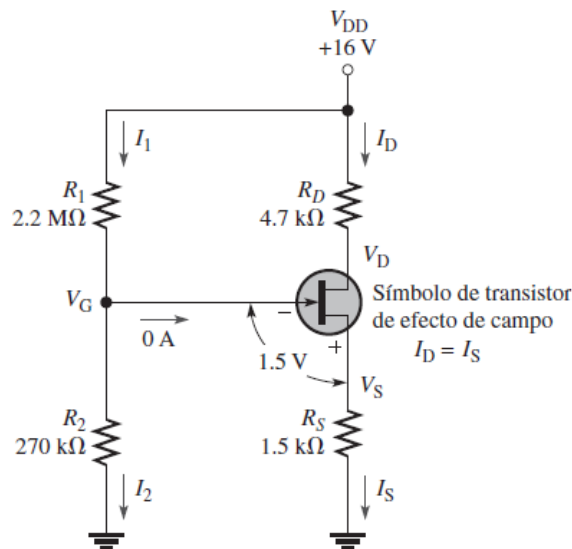 V_DD
+16 V
I_1
I_D
R_1
2.2 MΩ
R_D
4.7 kΩ
V_D
V_G
0 A
−
+
1.5 V
Símbolo de transistor
de efecto de campo
I_D = I_S
V_S
R_2
270 kΩ
R_S
1.5 kΩ
I_2
I_S